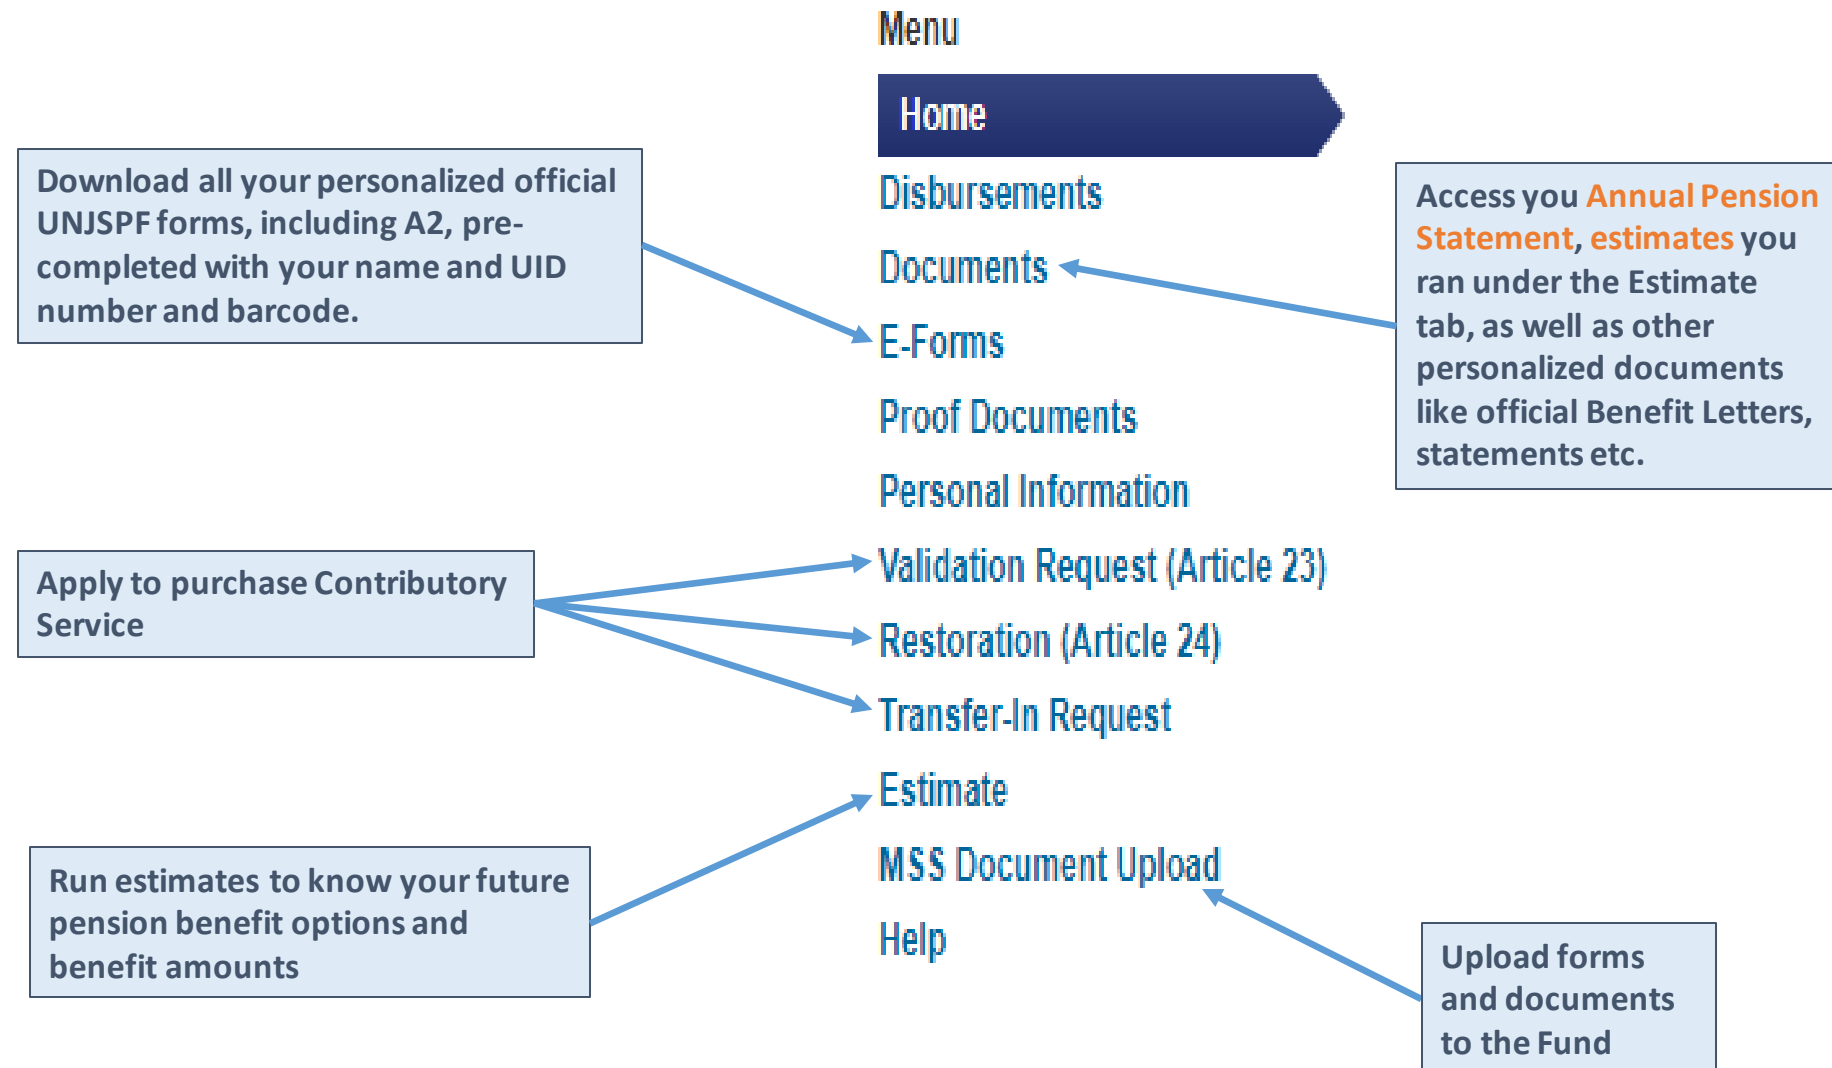 Menu
Home
Disbursements
Documents
E-Forms
Proof Documents
Personal Information
Validation Request (Article 23)
Restoration (Article 24)
Transfer-In Request
Estimate
MSS Document Upload
Help
Download all your personalized official
UNJSPF forms, including A2, pre-
completed with your name and UID
number and barcode.
Apply to purchase Contributory
Service
Run estimates to know your future
pension benefit options and
benefit amounts
Access you Annual Pension
Statement, estimates you
ran under the Estimate
tab, as well as other
personalized documents
like official Benefit Letters,
statements etc.
Upload forms
and documents
to the Fund